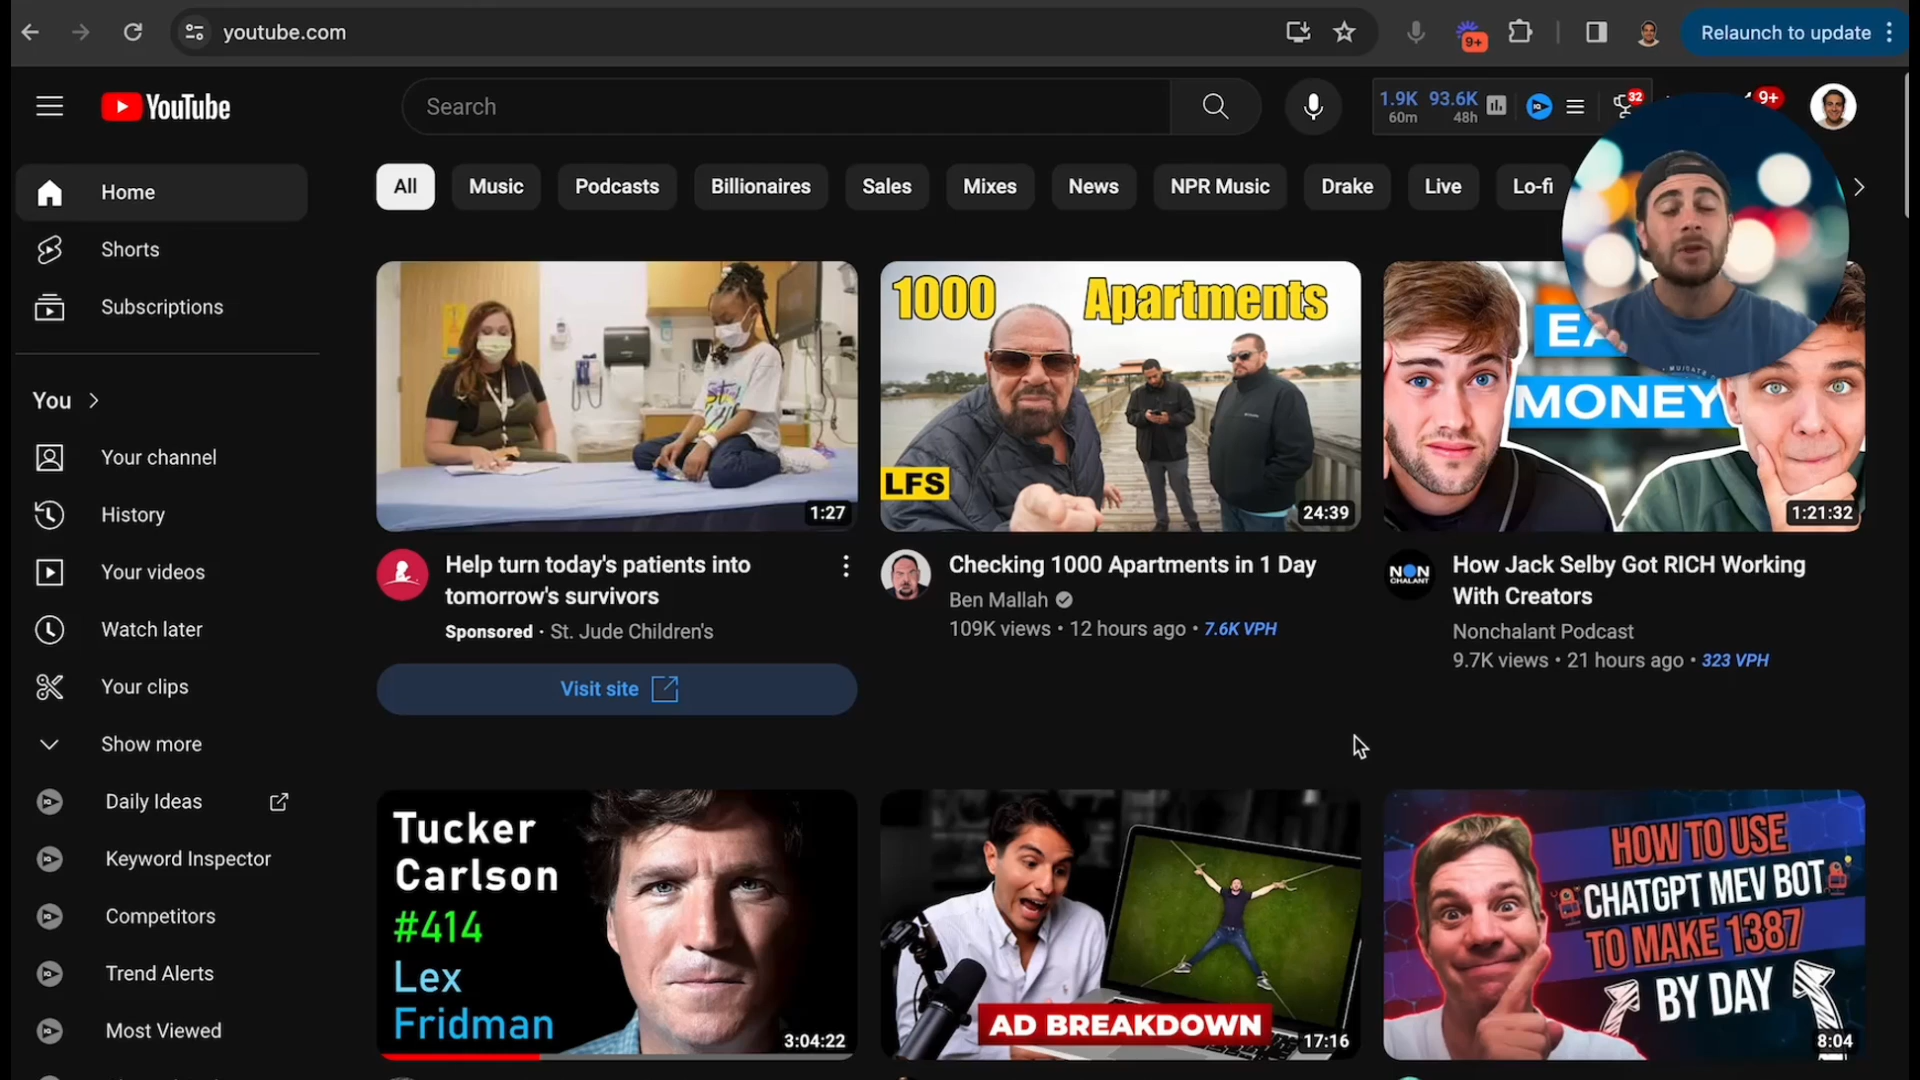 youtube.com
9+
Relaunch to update
YouTube
Search
1.9K 93.6K
60m 48h
32
9+
All Music Podcasts Billionaires Sales Mixes News NPR Music Drake Live Lo-fi
Home
Shorts
Subscriptions
You
Your channel
History
Your videos
Watch later
Your clips
Show more
Daily Ideas
Keyword Inspector
Competitors
Trend Alerts
Most Viewed
1:27
Help turn today's patients into
tomorrow's survivors
Sponsored · St. Jude Children's
Visit site
1000 Apartments
LFS
24:39
Checking 1000 Apartments in 1 Day
Ben Mallah
109K views • 12 hours ago • 7.6K VPH
MONEY
1:21:32
NON
CHALANT
How Jack Selby Got RICH Working
With Creators
Nonchalant Podcast
9.7K views • 21 hours ago • 323 VPH
Tucker
Carlson
#414
Lex
Fridman
3:04:22
AD BREAKDOWN
17:16
HOW TO USE
CHATGPT MEV BOT
TO MAKE 1387
BY DAY
8:04